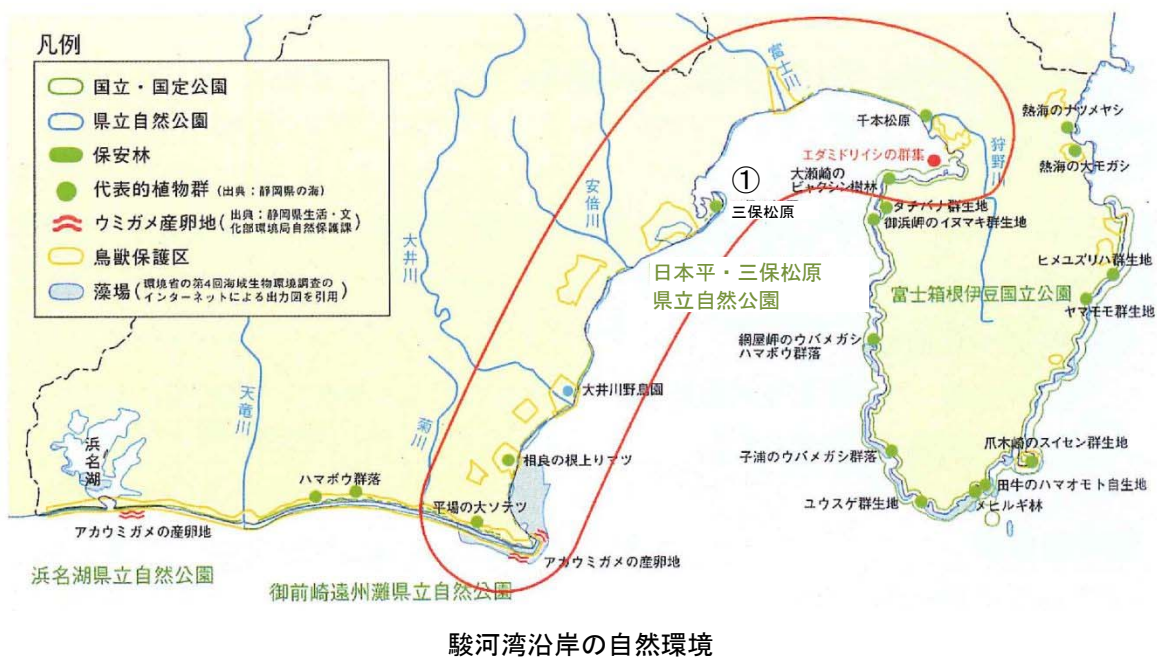 凡例
国立・国定公園
県立自然公園
保安林
代表的植物群(出典:静岡県の海)
ウミガメ産卵地(出典:静岡県生活・文
化部環境局自然保護課)
鳥獣保護区
藻場(環境省の第4回海域生物環境調査の
インターネットによる出力図を引用)
富士川
千本松原
狩野川
熱海のナツメヤシ
熱海の大モガシ
エダミドリイシの群集
大瀬崎の
ビャクシン樹林
①
三保松原
安倍川
大井川
タチバナ群生地
御浜岬のイヌマキ群生地
日本平・三保松原
県立自然公園
ヒメユズリハ群生地
富士箱根伊豆国立公園
ヤマモモ群生地
網屋岬のウバメガシ
ハマボウ群落
大井川野鳥園
天竜川
菊川
浜名湖
相良の根上りマツ
ハマボウ群落
平場の大ソテツ
爪木崎のスイセン群生地
子浦のウバメガシ群落
田牛のハマオモト自生地
ユウスゲ群生地
メヒルギ林
アカウミガメの産卵地
アカウミガメの産卵地
浜名湖県立自然公園
御前崎遠州灘県立自然公園
駿河湾沿岸の自然環境